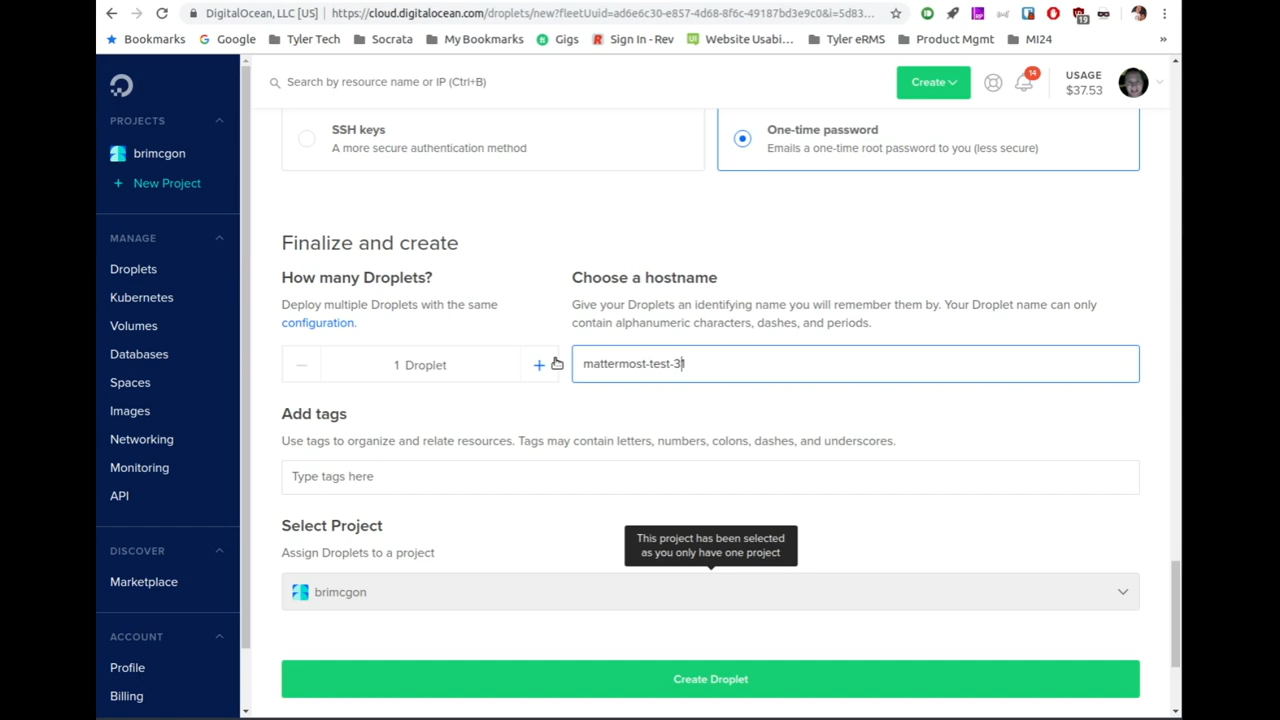 DigitalOcean, LLC [US] https://cloud.digitalocean.com/droplets/new?fleetUuid=ad6e6c30-e857-4d68-8f6c-49187bd3e9c0&i=5d83...
19
Bookmarks Google Tyler Tech Socrata My Bookmarks Gigs Sign In - Rev Website Usabi... Tyler eRMS Product Mgmt MI24 »
Search by resource name or IP (Ctrl+B)
Create
14
USAGE
$37.53
PROJECTS
brimcgon
+ New Project
MANAGE
Droplets
Kubernetes
Volumes
Databases
Spaces
Images
Networking
Monitoring
API
DISCOVER
Marketplace
ACCOUNT
Profile
Billing
SSH keys
A more secure authentication method
One-time password
Emails a one-time root password to you (less secure)
Finalize and create
How many Droplets?
Deploy multiple Droplets with the same
configuration.
1 Droplet
Choose a hostname
Give your Droplets an identifying name you will remember them by. Your Droplet name can only
contain alphanumeric characters, dashes, and periods.
mattermost-test-31
Add tags
Use tags to organize and relate resources. Tags may contain letters, numbers, colons, dashes, and underscores.
Type tags here
Select Project
Assign Droplets to a project
This project has been selected
as you only have one project
brimcgon
Create Droplet